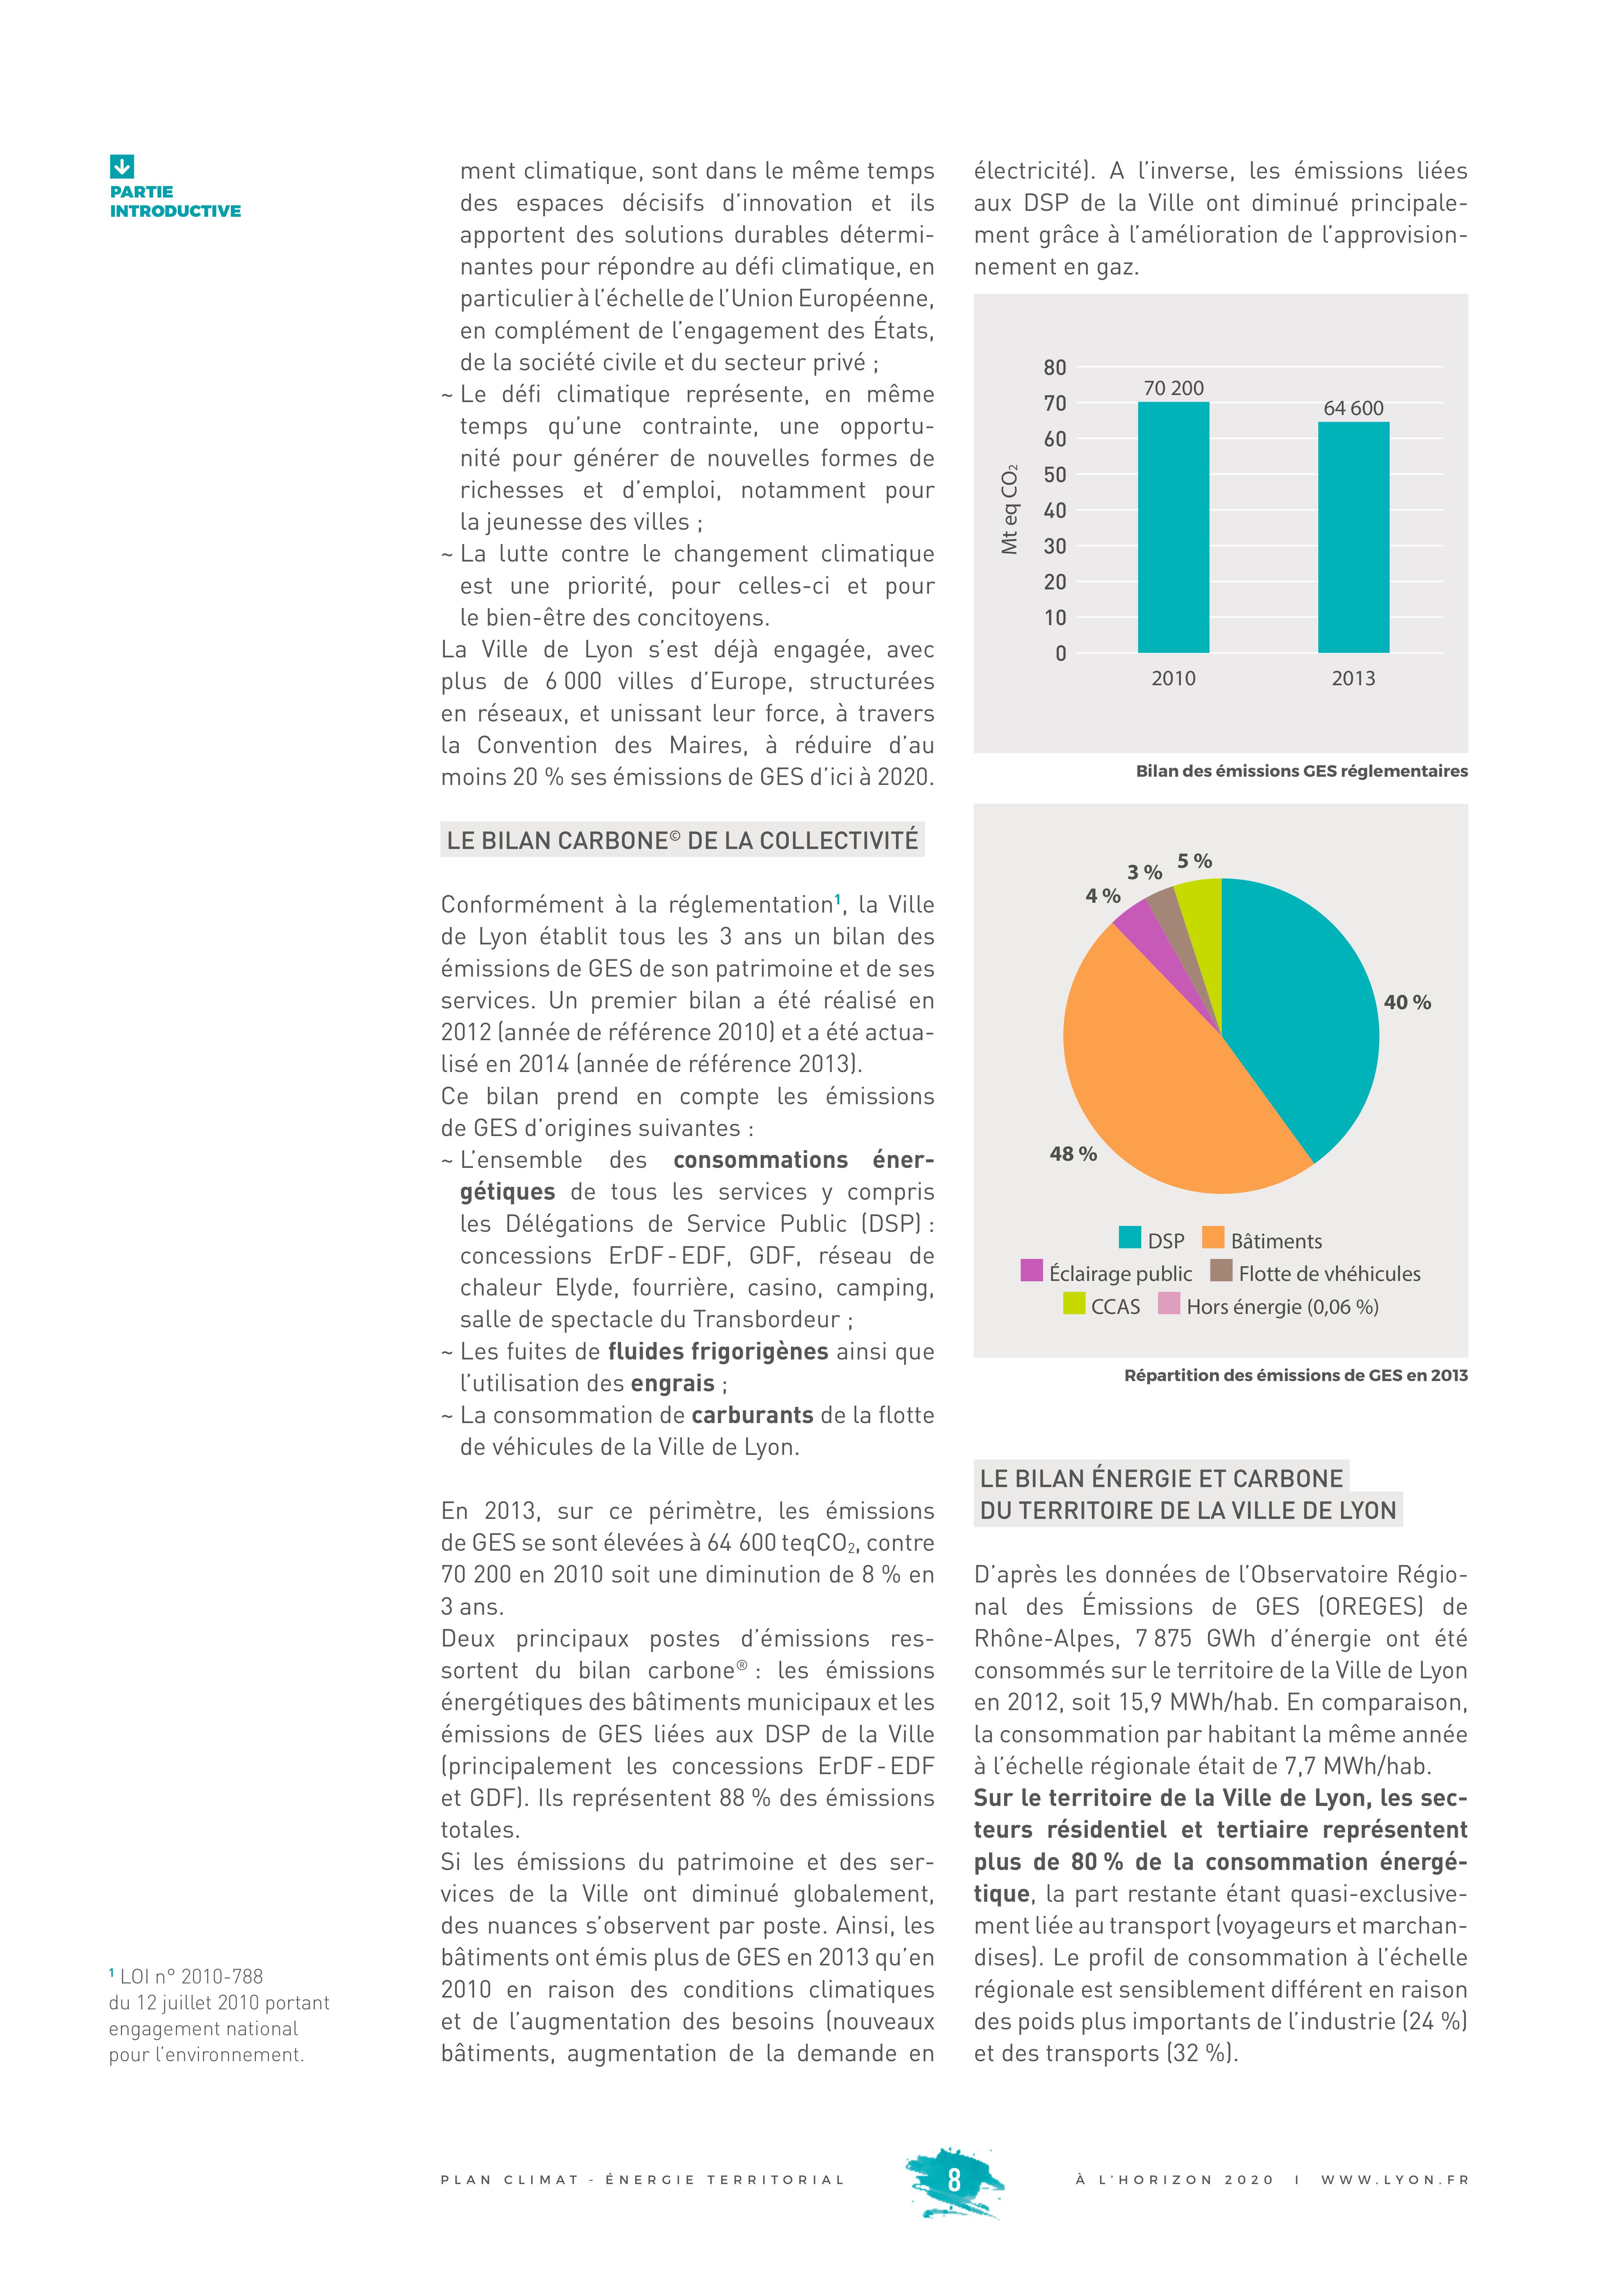 PARTIE
INTRODUCTIVE
ment climatique, sont dans le même temps
des espaces décisifs d’innovation et ils
apportent des solutions durables détermi-
nantes pour répondre au défi climatique, en
particulier à l’échelle de l’Union Européenne,
en complément de l’engagement des États,
de la société civile et du secteur privé ;
~ Le défi climatique représente, en même
temps qu’une contrainte, une opportu-
nité pour générer de nouvelles formes de
richesses et d’emploi, notamment pour
la jeunesse des villes ;
~ La lutte contre le changement climatique
est une priorité, pour celles-ci et pour
le bien-être des concitoyens.
La Ville de Lyon s’est déjà engagée, avec
plus de 6 000 villes d’Europe, structurées
en réseaux, et unissant leur force, à travers
la Convention des Maires, à réduire d’au
moins 20 % ses émissions de GES d’ici à 2020.
LE BILAN CARBONE© DE LA COLLECTIVITÉ
Conformément à la réglementation¹, la Ville
de Lyon établit tous les 3 ans un bilan des
émissions de GES de son patrimoine et de ses
services. Un premier bilan a été réalisé en
2012 (année de référence 2010) et a été actua-
lisé en 2014 (année de référence 2013).
Ce bilan prend en compte les émissions
de GES d’origines suivantes :
~ L’ensemble des consommations éner-
gétiques de tous les services y compris
les Délégations de Service Public (DSP) :
concessions ErDF - EDF, GDF, réseau de
chaleur Elyde, fourrière, casino, camping,
salle de spectacle du Transbordeur ;
~ Les fuites de fluides frigorigènes ainsi que
l’utilisation des engrais ;
~ La consommation de carburants de la flotte
de véhicules de la Ville de Lyon.
En 2013, sur ce périmètre, les émissions
de GES se sont élevées à 64 600 teqCO₂, contre
70 200 en 2010 soit une diminution de 8 % en
3 ans.
Deux principaux postes d’émissions res-
sortent du bilan carbone® : les émissions
énergétiques des bâtiments municipaux et les
émissions de GES liées aux DSP de la Ville
(principalement les concessions ErDF - EDF
et GDF). Ils représentent 88 % des émissions
totales.
Si les émissions du patrimoine et des ser-
vices de la Ville ont diminué globalement,
des nuances s’observent par poste. Ainsi, les
bâtiments ont émis plus de GES en 2013 qu’en
2010 en raison des conditions climatiques
et de l’augmentation des besoins (nouveaux
bâtiments, augmentation de la demande en
électricité). A l’inverse, les émissions liées
aux DSP de la Ville ont diminué principale-
ment grâce à l’amélioration de l’approvision-
nement en gaz.
80
70
60
50
40
30
20
10
0
Mt eq CO₂
70 200
64 600
2010
2013
Bilan des émissions GES réglementaires
4 %
3 %
5 %
40 %
48 %
DSP Bâtiments
Éclairage public Flotte de vhéhicules
CCAS Hors énergie (0,06 %)
Répartition des émissions de GES en 2013
LE BILAN ÉNERGIE ET CARBONE
DU TERRITOIRE DE LA VILLE DE LYON
D’après les données de l’Observatoire Régio-
nal des Émissions de GES (OREGES) de
Rhône-Alpes, 7 875 GWh d’énergie ont été
consommés sur le territoire de la Ville de Lyon
en 2012, soit 15,9 MWh/hab. En comparaison,
la consommation par habitant la même année
à l’échelle régionale était de 7,7 MWh/hab.
Sur le territoire de la Ville de Lyon, les sec-
teurs résidentiel et tertiaire représentent
plus de 80 % de la consommation énergé-
tique, la part restante étant quasi-exclusive-
ment liée au transport (voyageurs et marchan-
dises). Le profil de consommation à l’échelle
régionale est sensiblement différent en raison
des poids plus importants de l’industrie (24 %)
et des transports (32 %).
¹ LOI n° 2010-788
du 12 juillet 2010 portant
engagement national
pour l’environnement.
PLAN CLIMAT - ÉNERGIE TERRITORIAL
8
À L’HORIZON 2020 I WWW.LYON.FR